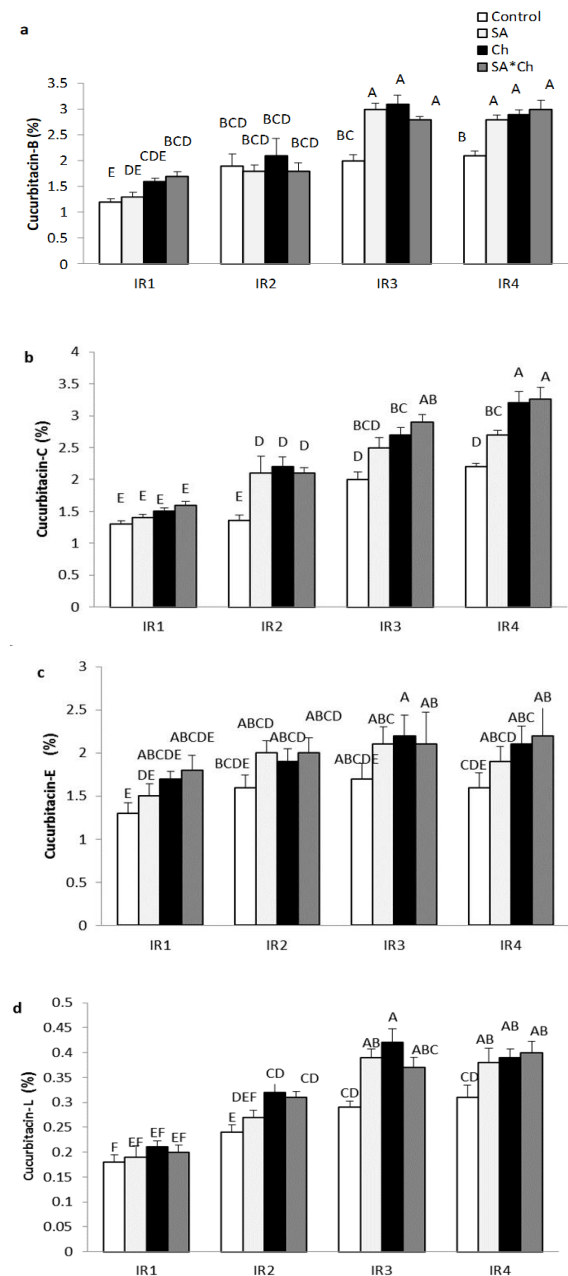 a
Control
SA
Ch
SA*Ch
Cucurbitacin-B (%)
3.5
3
2.5
2
1.5
1
0.5
0
E DE CDE BCD
BCD BCD BCD BCD
BC A A A
B A A A
IR1 IR2 IR3 IR4
b
Cucurbitacin-C (%)
4
3.5
3
2.5
2
1.5
1
0.5
0
E E E E
E D D D
D BCD BC AB
D BC A A
IR1 IR2 IR3 IR4
c
Cucurbitacin-E (%)
3
2.5
2
1.5
1
0.5
0
E DE ABCDE ABCDE
BCDE ABCD ABCD ABCD
ABCDE ABC A AB
CDE ABCD ABC AB
IR1 IR2 IR3 IR4
d
Cucurbitacin-L (%)
0.5
0.45
0.4
0.35
0.3
0.25
0.2
0.15
0.1
0.05
0
F EF EF EF
E DEF CD CD
CD AB A ABC
CD AB AB AB
IR1 IR2 IR3 IR4